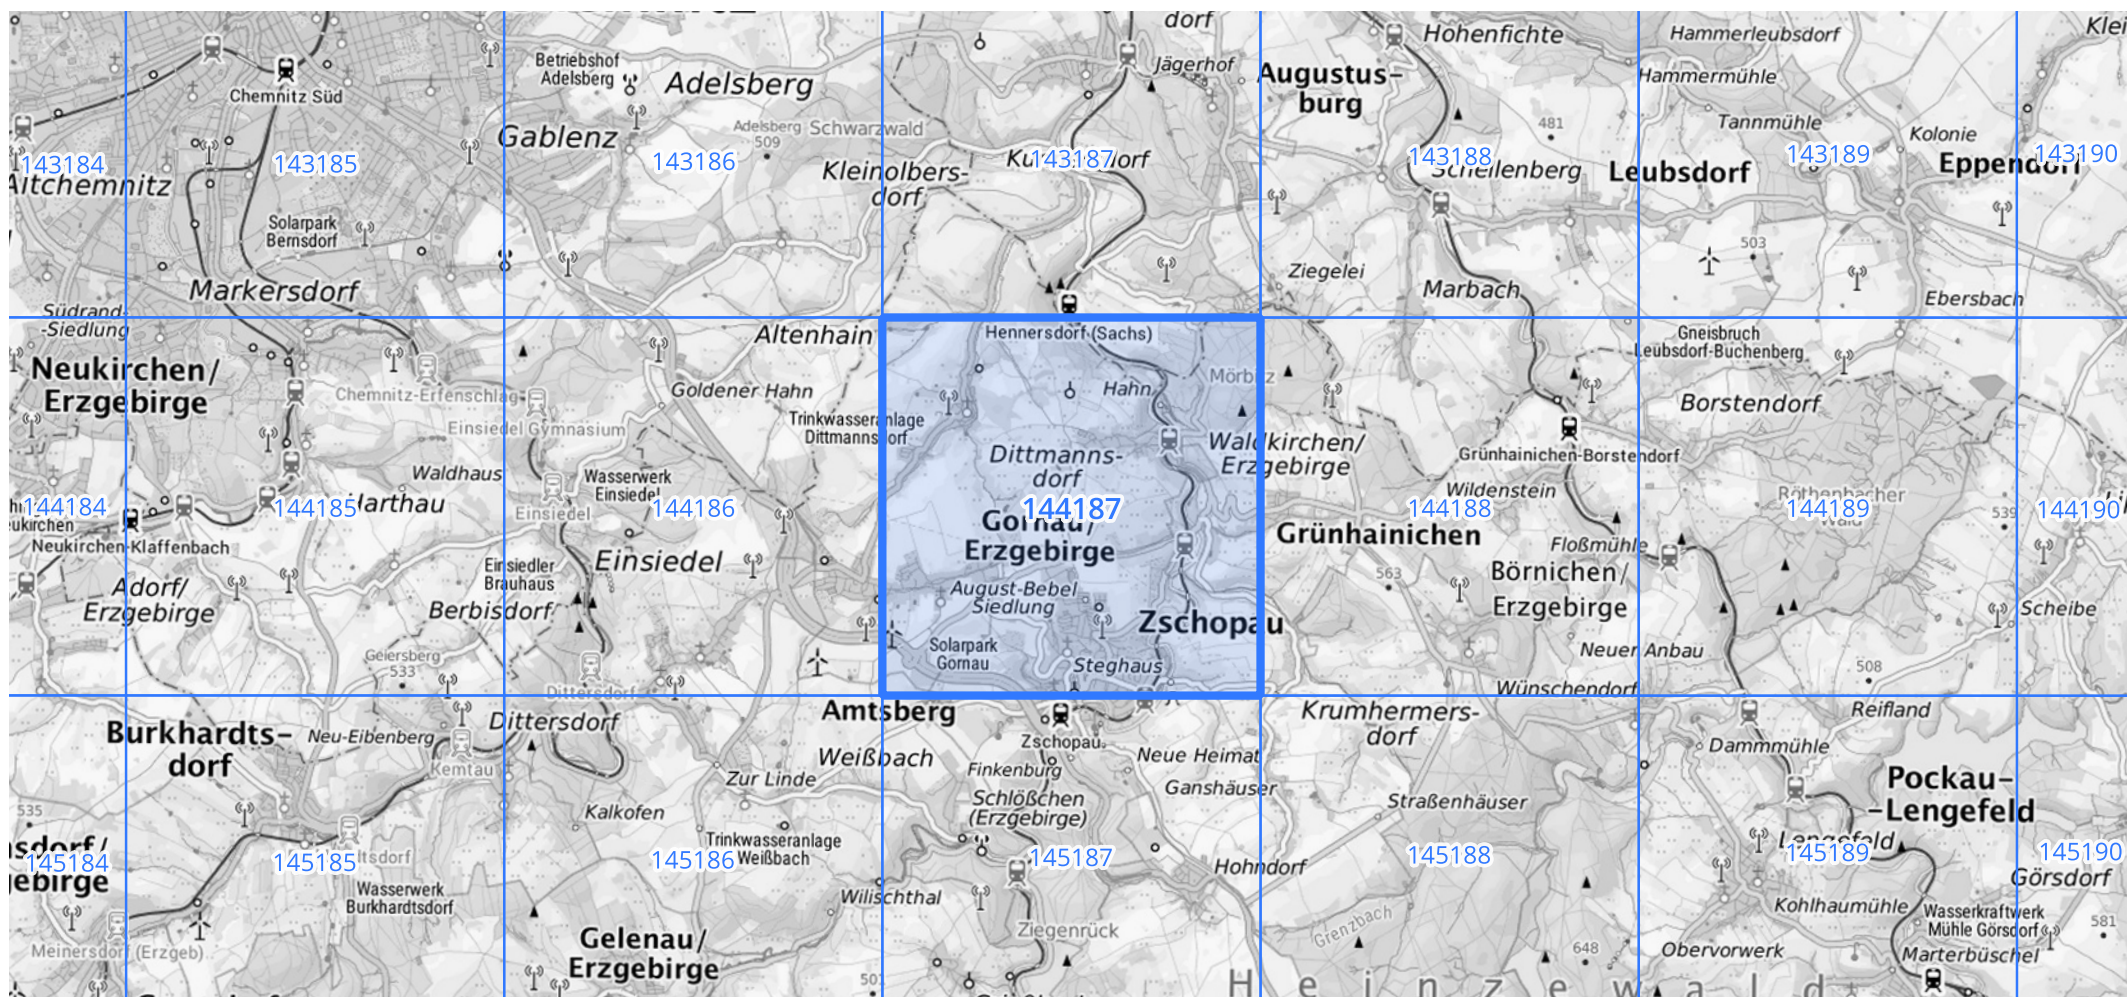 dorf
Hohenfichte
Hammerleubsdorf
Betriebshof
Adelsberg
Adelsberg
Jägerhof
Augustus-
burg
Hammermühle
Chemnitz Süd
Gablenz
Adelsberg
509
Schwarzwald
481
Tannmühle
Kolonie
143184
143185
143186
143187
143188
143189
143190
Kleinolbers-
dorf
Schellenberg
Leubsdorf
Eppendorf
Altchemnitz
Solarpark
Bernsdorf
503
Ziegelei
Markersdorf
Marbach
Ebersbach
Südrand-
-Siedlung
Altenhain
Hennersdorf (Sachs)
Gneisbruch
Leubsdorf-Buchenberg
Neukirchen/
Erzgebirge
Chemnitz-Erfenschlag
Goldener Hahn
Hahn
Borstendorf
Einsiedel Gymnasium
Trinkwasseranlage
Dittmannsdorf
Dittmanns-
dorf
Waldkirchen/
Erzgebirge
Grünhainichen-Borstendorf
Waldhaus
Wasserwerk
Einsiedel
Wildenstein
Röthenbacher
Wald
539
144184
144185
144186
144187
144188
144189
144190
Harthau
Einsiedel
Neukirchen-Klaffenbach
Gornau/
Erzgebirge
Grünhainichen
Floßmühle
Adorf/
Erzgebirge
Einsiedler
Brauhaus
Einsiedel
563
Börnichen/
Erzgebirge
Berbisdorf
August-Bebel
Siedlung
Zschopau
Scheibe
Geiersberg
533
Solarpark
Gornau
Steghaus
Neuer Anbau
508
Dittersdorf
Wünschendorf
Burkhardts-
dorf
Neu-Eibenberg
Dittersdorf
Amtsberg
Krumhermers-
dorf
Reifland
Kemtau
Weißbach
Zschopau
Neue Heimat
Dammmühle
Zur Linde
Finkenburg
Ganshäuser
Pockau-
-Lengefeld
535
Kalkofen
Schlößchen
(Erzgebirge)
Straßenhäuser
Trinkwasseranlage
Weißbach
Lengefeld
145184
145185
145186
145187
145188
145189
145190
Hohndorf
Görsdorf
Wasserwerk
Burkhardtsdorf
Wilischthal
Kohlhaumühle
Wasserkraftwerk
Mühle Görsdorf
581
Meinersdorf (Erzgeb)
Gelenau/
Erzgebirge
Ziegenrück
Grenzbach
648
Obervorwerk
Marterbüschel
H e i n z e w a l d